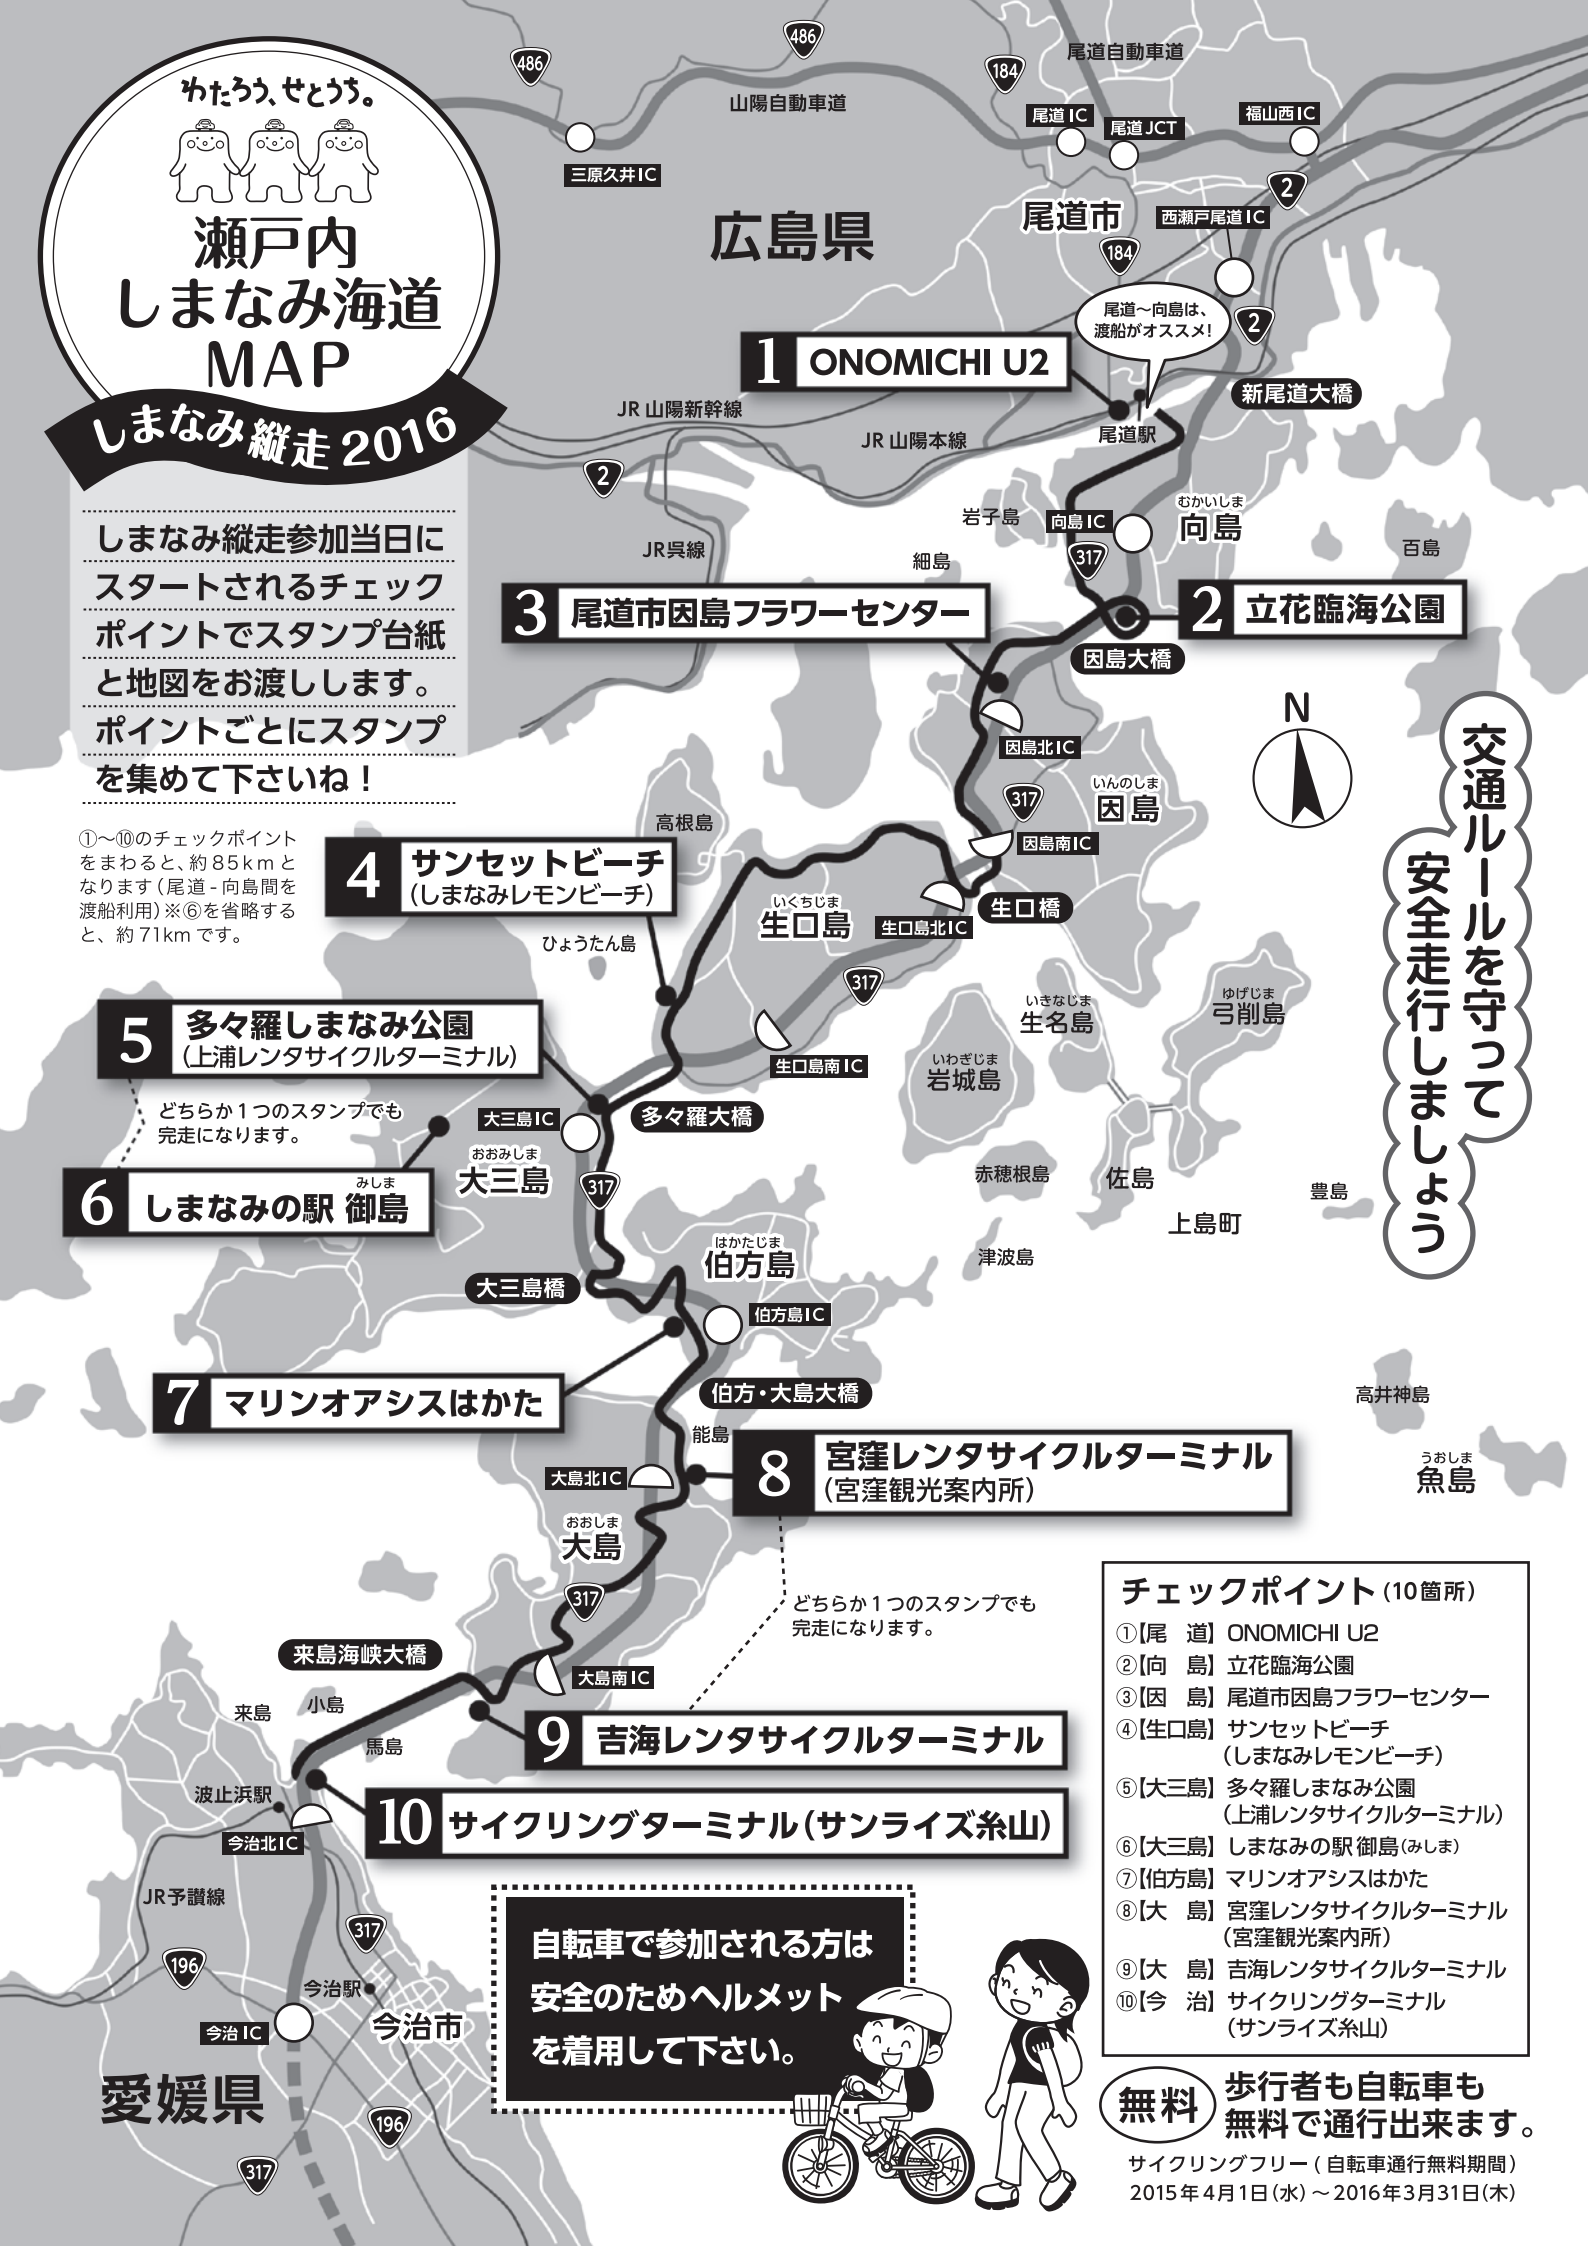 わたろう、せとうち。
瀬戸内
しまなみ海道
MAP
しまなみ縦走2016
しまなみ縦走参加当日に
スタートされるチェック
ポイントでスタンプ台紙
と地図をお渡しします。
ポイントごとにスタンプ
を集めて下さいね！
①～⑩のチェックポイント
をまわると、約85kmと
なります（尾道-向島間を
渡船利用）※⑥を省略する
と、約71kmです。
486
486
184
尾道自動車道
山陽自動車道
三原久井IC
尾道IC
尾道JCT
福山西IC
2
広島県
尾道市
西瀬戸尾道IC
184
尾道～向島は、
渡船がオススメ!
2
1 ONOMICHI U2
新尾道大橋
JR山陽新幹線
JR山陽本線
尾道駅
2
JR呉線
岩子島
向島IC
むかいしま
向島
百島
細島
317
3 尾道市因島フラワーセンター
2 立花臨海公園
因島大橋
N
因島北IC
317
いんのしま
因島
因島南IC
交通ルールを守って
安全走行しましょう
高根島
4 サンセットビーチ
（しまなみレモンビーチ）
ひょうたん島
いくちじま
生口島
生口島北IC
生口橋
317
生口島南IC
いきなじま
生名島
ゆげじま
弓削島
いわぎじま
岩城島
5 多々羅しまなみ公園
（上浦レンタサイクルターミナル）
どちらか1つのスタンプでも
完走になります。
大三島IC
多々羅大橋
おおみしま
大三島
317
6 しまなみの駅 御島
みしま
赤穂根島
佐島
豊島
上島町
津波島
はかたじま
伯方島
大三島橋
伯方島IC
7 マリンオアシスはかた
伯方・大島大橋
高井神島
能島
うおしま
魚島
8 宮窪レンタサイクルターミナル
（宮窪観光案内所）
大島北IC
おおしま
大島
317
どちらか1つのスタンプでも
完走になります。
来島海峡大橋
大島南IC
来島
小島
馬島
9 吉海レンタサイクルターミナル
波止浜駅
10 サイクリングターミナル（サンライズ糸山）
今治北IC
JR予讃線
317
196
今治駅
今治IC
今治市
愛媛県
196
317
自転車で参加される方は
安全のためヘルメット
を着用して下さい。
チェックポイント（10箇所）
①【尾　道】ONOMICHI U2
②【向　島】立花臨海公園
③【因　島】尾道市因島フラワーセンター
④【生口島】サンセットビーチ
（しまなみレモンビーチ）
⑤【大三島】多々羅しまなみ公園
（上浦レンタサイクルターミナル）
⑥【大三島】しまなみの駅 御島（みしま）
⑦【伯方島】マリンオアシスはかた
⑧【大　島】宮窪レンタサイクルターミナル
（宮窪観光案内所）
⑨【大　島】吉海レンタサイクルターミナル
⑩【今　治】サイクリングターミナル
（サンライズ糸山）
無料
歩行者も自転車も
無料で通行出来ます。
サイクリングフリー（自転車通行無料期間）
2015年4月1日（水）～2016年3月31日（木）